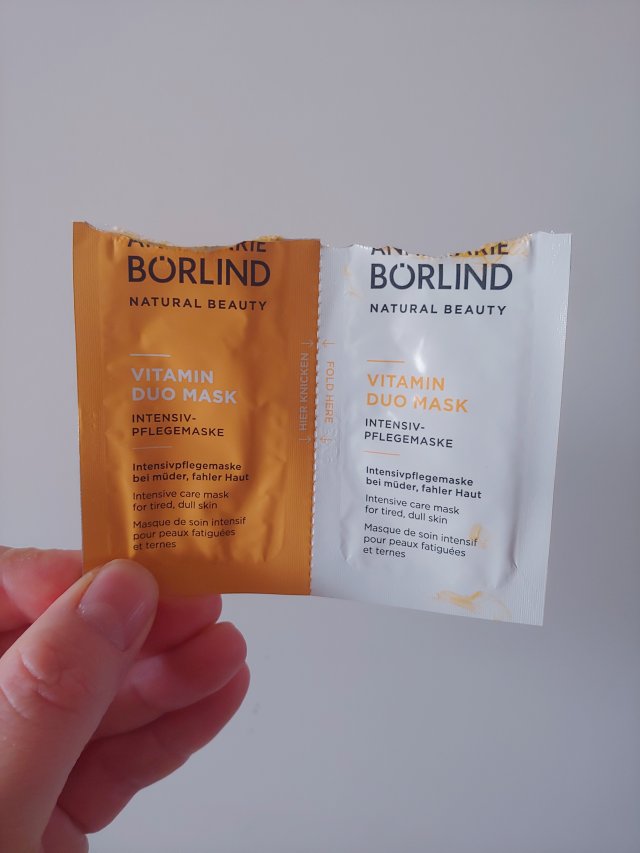 ANNEMARIE
BÖRLIND
NATURAL BEAUTY
VITAMIN
DUO MASK
INTENSIV-
PFLEGEMASKE
Intensivpflegemaske
bei müder, fahler Haut
Intensive care mask
for tired, dull skin
Masque de soin intensif
pour peaux fatiguées
et ternes
HIER KNICKEN
FOLD HERE
ANNEMARIE
BÖRLIND
NATURAL BEAUTY
VITAMIN
DUO MASK
INTENSIV-
PFLEGEMASKE
Intensivpflegemaske
bei müder, fahler Haut
Intensive care mask
for tired, dull skin
Masque de soin intensif
pour peaux fatiguées
et ternes